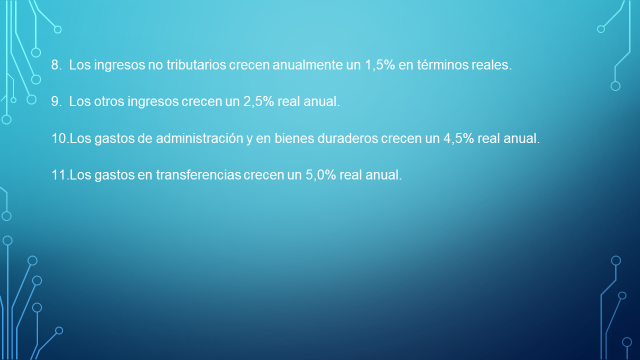 8. Los ingresos no tributarios crecen anualmente un 1,5% en términos reales.
9. Los otros ingresos crecen un 2,5% real anual.
10.Los gastos de administración y en bienes duraderos crecen un 4,5% real anual.
11.Los gastos en transferencias crecen un 5,0% real anual.